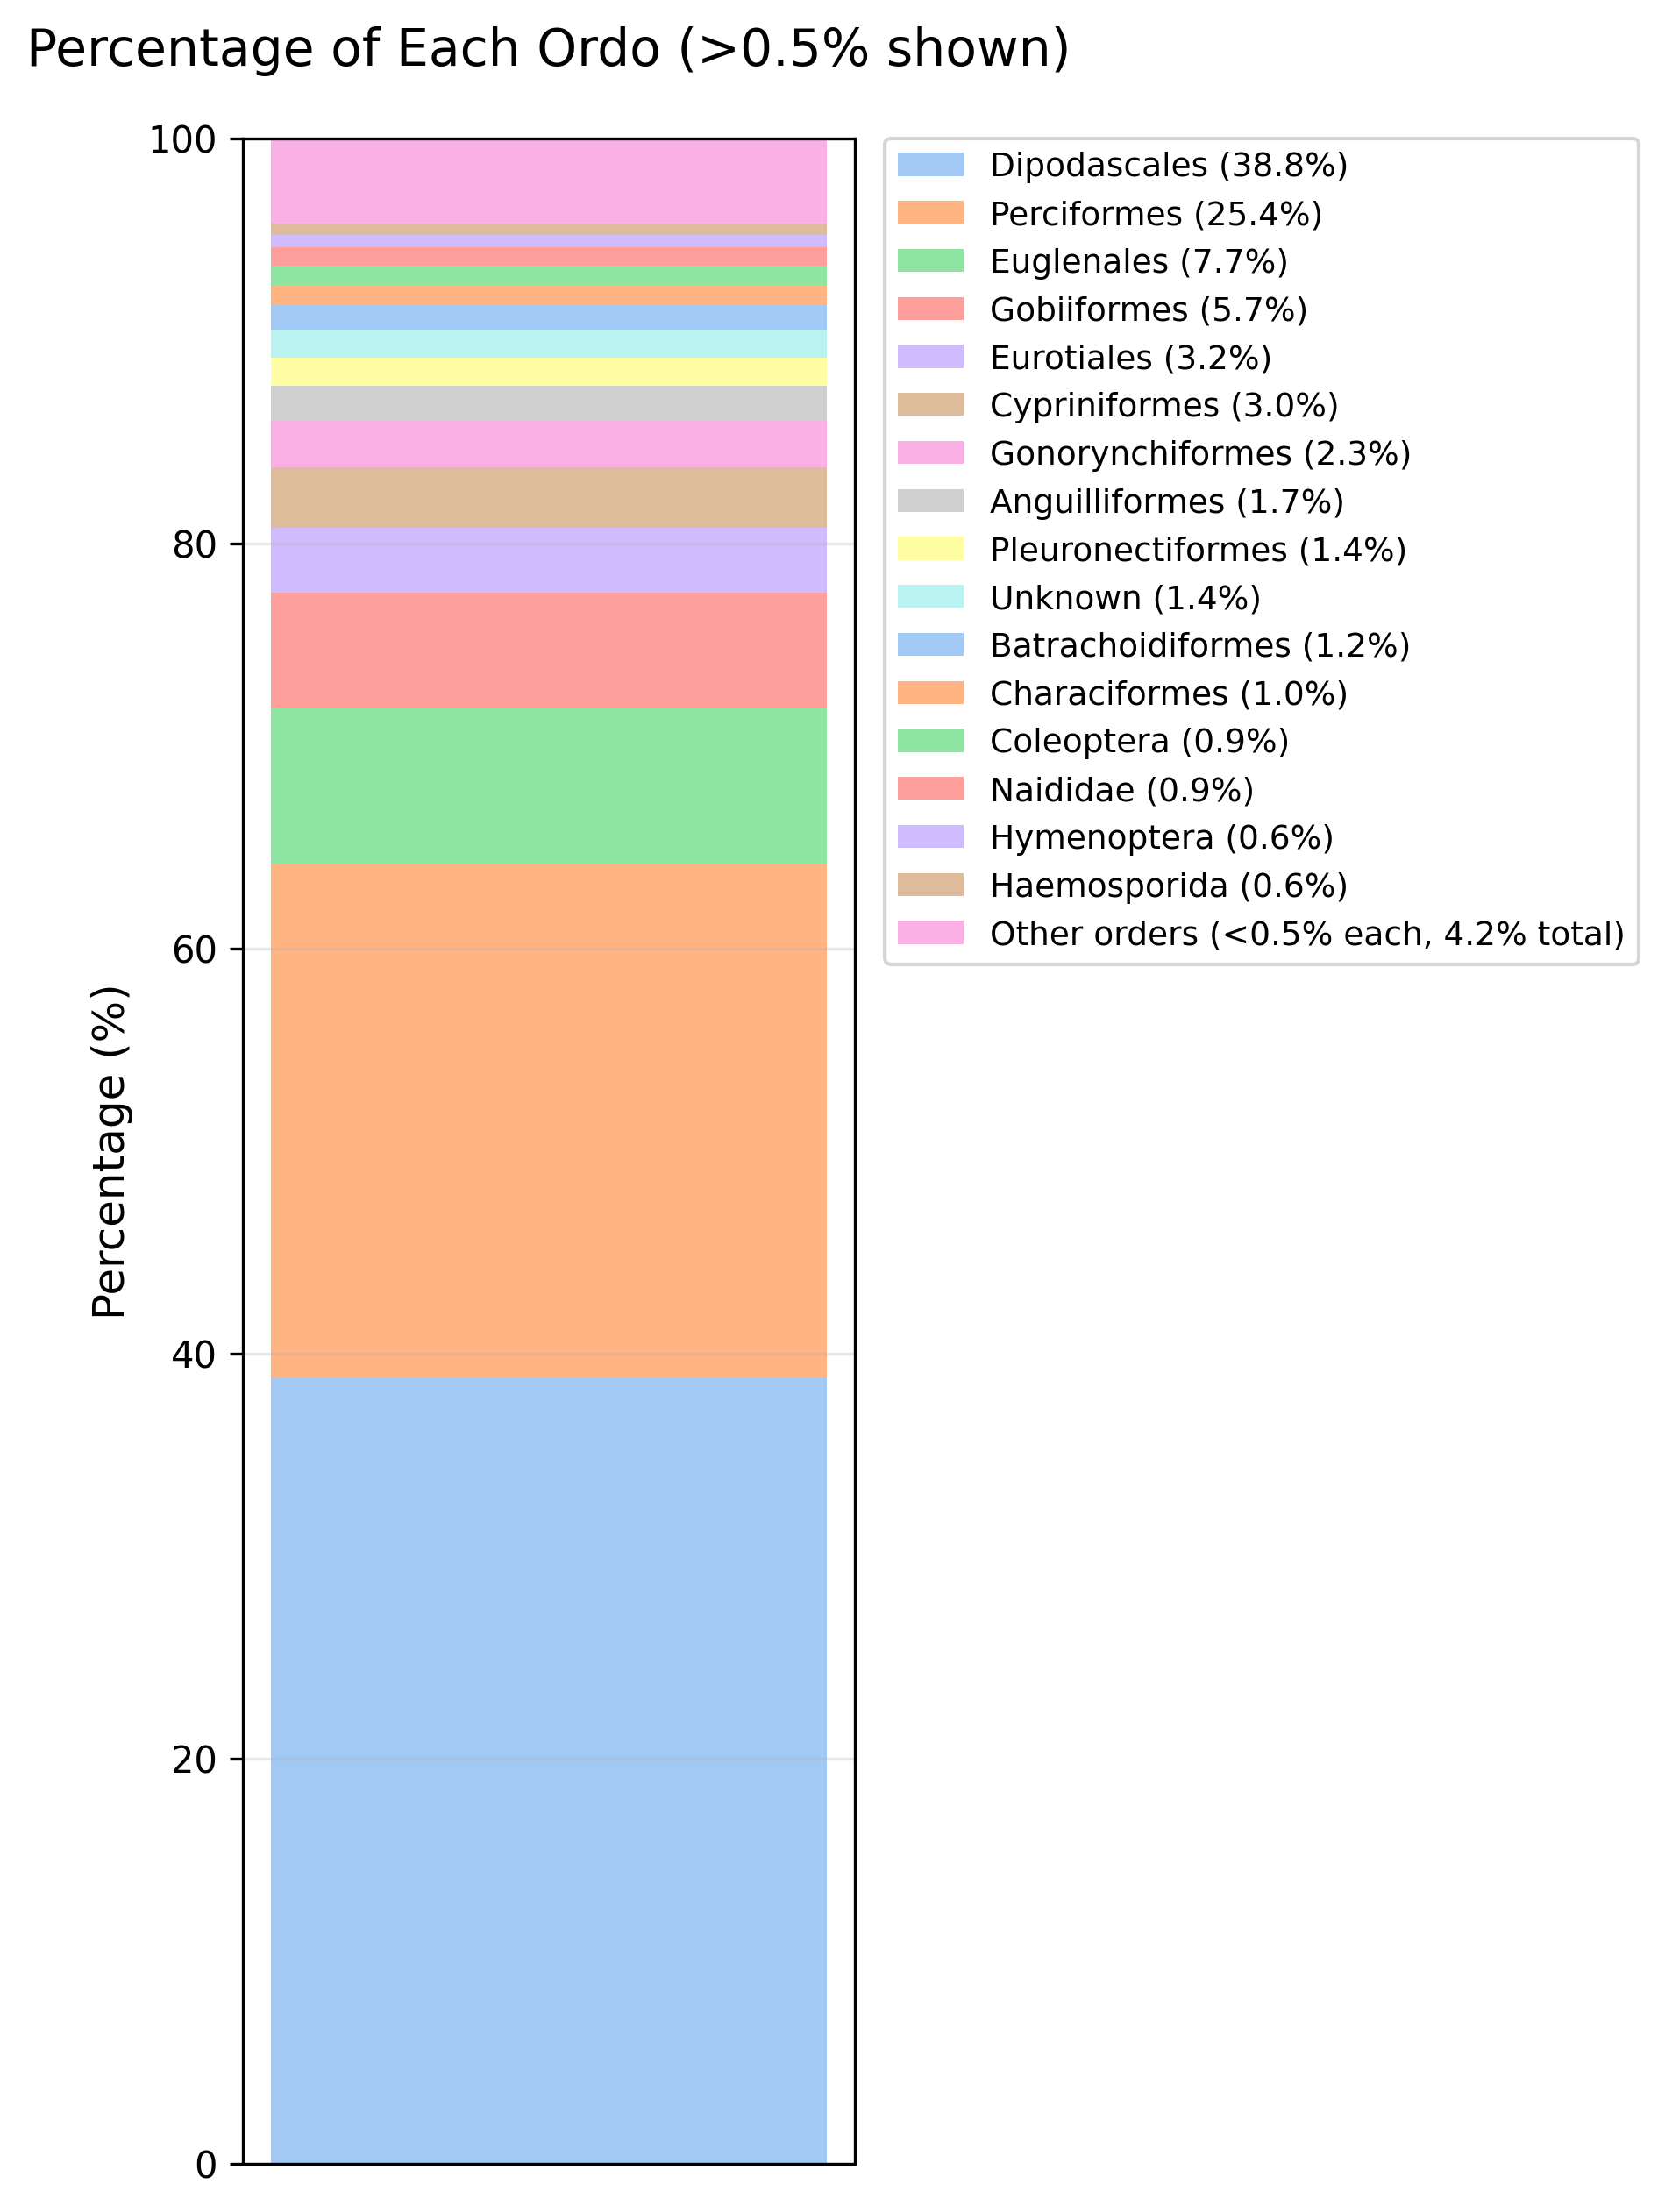 Percentage of Each Ordo (>0.5% shown)
100
80
60
40
20
0
Percentage (%)
Dipodascales (38.8%)
Perciformes (25.4%)
Euglenales (7.7%)
Gobiiformes (5.7%)
Eurotiales (3.2%)
Cypriniformes (3.0%)
Gonorynchiformes (2.3%)
Anguilliformes (1.7%)
Pleuronectiformes (1.4%)
Unknown (1.4%)
Batrachoidiformes (1.2%)
Characiformes (1.0%)
Coleoptera (0.9%)
Naididae (0.9%)
Hymenoptera (0.6%)
Haemosporida (0.6%)
Other orders (<0.5% each, 4.2% total)